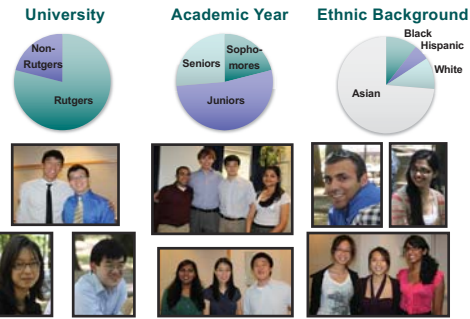 University
Academic Year
Ethnic Background
Non-
Rutgers
Rutgers
Seniors
Sopho-
mores
Juniors
Black
Hispanic
White
Asian